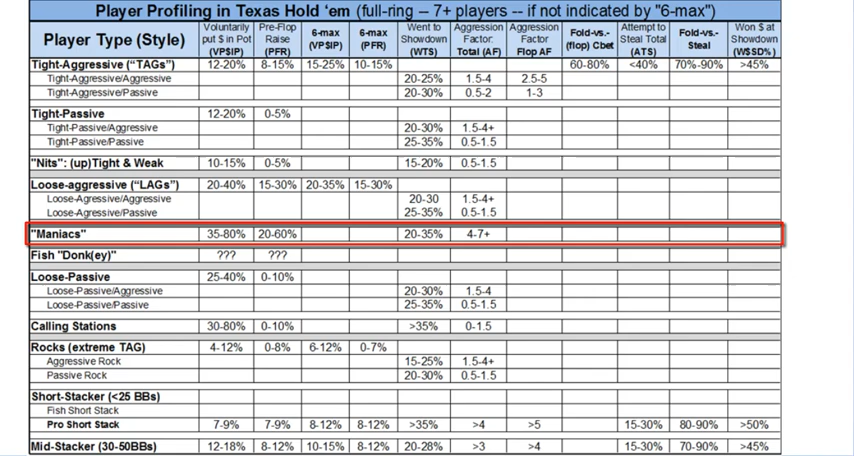 Player Profiling in Texas Hold 'em (full-ring -- 7+ players -- if not indicated by "6-max")
Player Type (Style) Voluntarily put $ in Pot (VP$IP) Pre-Flop Raise (PFR) 6-max (VP$IP) 6-max (PFR) Went to Showdown (WTS) Aggression Factor: Total (AF) Aggression Factor Flop AF Fold-vs.- (flop) Cbet Attempt to Steal Total (ATS) Fold-vs.- Steal Won $ at Showdown (W$SD%)
Tight-Aggressive ("TAGs") 12-20% 8-15% 15-25% 10-15% 60-80% <40% 70%-90% >45%
Tight-Aggressive/Aggressive 20-25% 1.5-4 2.5-5
Tight-Aggressive/Passive 20-30% 0.5-2 1-3
Tight-Passive 12-20% 0-5%
Tight-Passive/Aggressive 20-30% 1.5-4+
Tight-Passive/Passive 25-35% 0.5-1.5
"Nits": (up)Tight & Weak 10-15% 0-5% 15-20% 0.5-1.5
Loose-aggressive ("LAGs") 20-40% 15-30% 20-35% 15-30%
Loose-Agressive/Aggressive 20-30 1.5-4+
Loose-Agressive/Passive 25-35% 0.5-1.5
"Maniacs" 35-80% 20-60% 20-35% 4-7+
Fish "Donk(ey)" ??? ???
Loose-Passive 25-40% 0-10%
Loose-Passive/Aggressive 20-30% 1.5-4
Loose-Passive/Passive 25-35% 0.5-1.5
Calling Stations 30-80% 0-10% >35% 0-1.5
Rocks (extreme TAG) 4-12% 0-8% 6-12% 0-7%
Aggressive Rock 15-25% 1.5-4+
Passive Rock 20-30% 0.5-1.5
Short-Stacker (<25 BBs)
Fish Short Stack
Pro Short Stack 7-9% 7-9% 8-12% 8-12% >35% >4 >5 15-30% 80-90% >50%
Mid-Stacker (30-50BBs) 12-18% 8-12% 10-15% 8-12% 20-28% >3 >4 15-30% 70-90% >45%